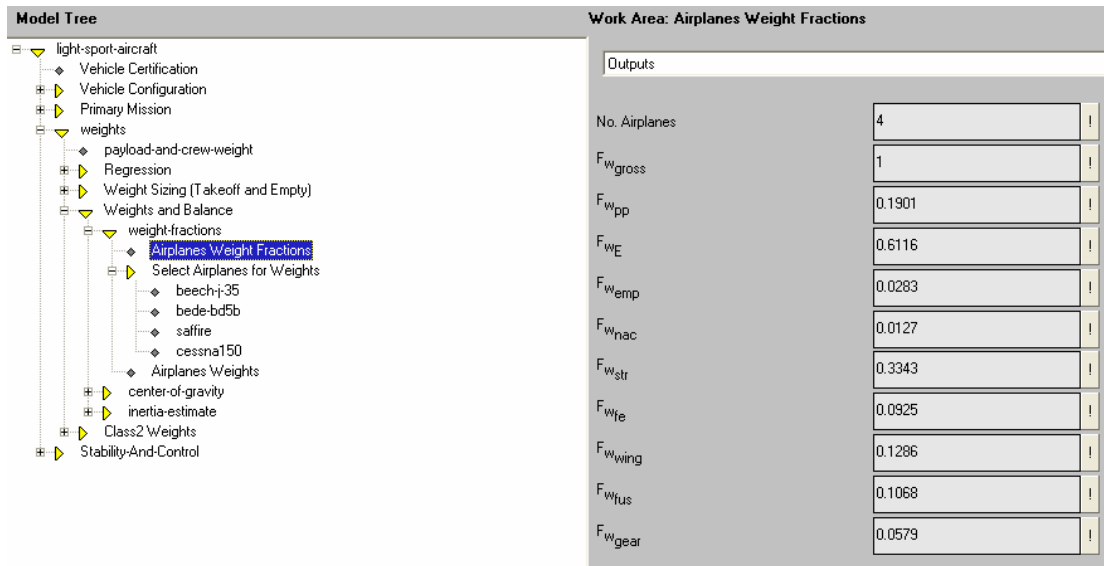 Model Tree
light-sport-aircraft
Vehicle Certification
Vehicle Configuration
Primary Mission
weights
payload-and-crew-weight
Regression
Weight Sizing (Takeoff and Empty)
Weights and Balance
weight-fractions
Airplanes Weight Fractions
Select Airplanes for Weights
beech-j-35
bede-bd5b
saffire
cessna150
Airplanes Weights
center-of-gravity
inertia-estimate
Class2 Weights
Stability-And-Control
Work Area: Airplanes Weight Fractions
Outputs
No. Airplanes 4 !
Fwgross 1 !
Fwpp 0.1901 !
FwE 0.6116 !
Fwemp 0.0283 !
Fwnac 0.0127 !
Fwstr 0.3343 !
Fwfe 0.0925 !
Fwwing 0.1286 !
Fwfus 0.1068 !
Fwgear 0.0579 !